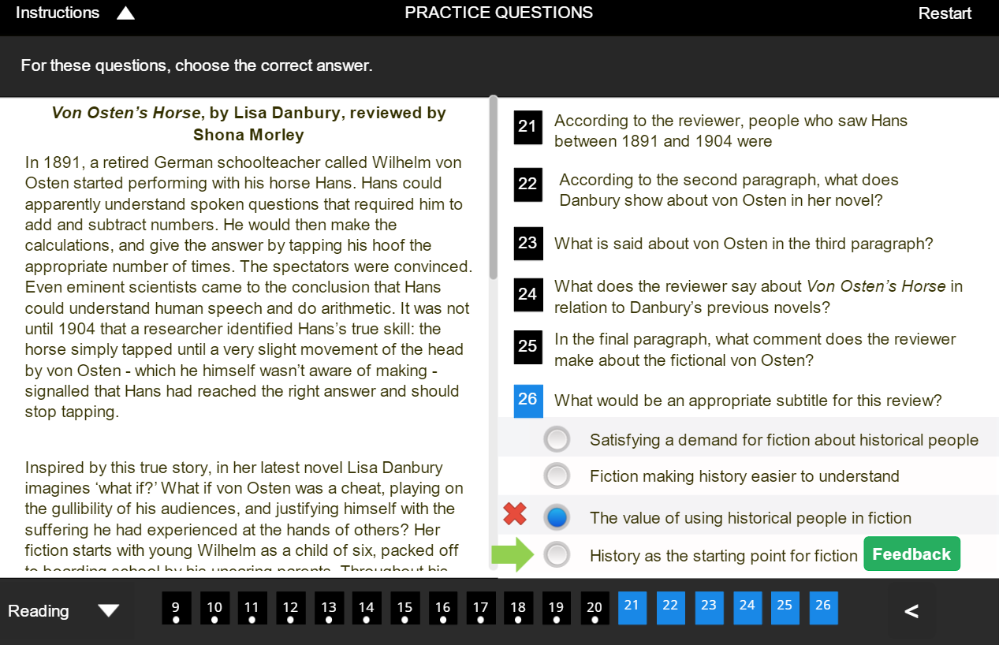 Instructions
PRACTICE QUESTIONS
Restart
For these questions, choose the correct answer.
Von Osten’s Horse, by Lisa Danbury, reviewed by
Shona Morley
In 1891, a retired German schoolteacher called Wilhelm von
Osten started performing with his horse Hans. Hans could
apparently understand spoken questions that required him to
add and subtract numbers. He would then make the
calculations, and give the answer by tapping his hoof the
appropriate number of times. The spectators were convinced.
Even eminent scientists came to the conclusion that Hans
could understand human speech and do arithmetic. It was not
until 1904 that a researcher identified Hans’s true skill: the
horse simply tapped until a very slight movement of the head
by von Osten - which he himself wasn’t aware of making -
signalled that Hans had reached the right answer and should
stop tapping.
Inspired by this true story, in her latest novel Lisa Danbury
imagines ‘what if?’ What if von Osten was a cheat, playing on
the gullibility of his audiences, and justifying himself with the
suffering he had experienced at the hands of others? Her
fiction starts with young Wilhelm as a child of six, packed off
to boarding school by his uncaring parents. Throughout his
21
According to the reviewer, people who saw Hans
between 1891 and 1904 were
22
According to the second paragraph, what does
Danbury show about von Osten in her novel?
23
What is said about von Osten in the third paragraph?
24
What does the reviewer say about Von Osten’s Horse in
relation to Danbury’s previous novels?
25
In the final paragraph, what comment does the reviewer
make about the fictional von Osten?
26
What would be an appropriate subtitle for this review?
Satisfying a demand for fiction about historical people
Fiction making history easier to understand
The value of using historical people in fiction
History as the starting point for fiction
Feedback
Reading
9 10 11 12 13 14 15 16 17 18 19 20 21 22 23 24 25 26
<